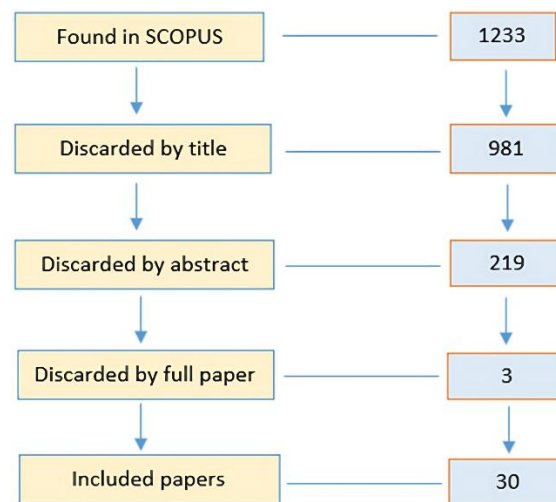 Found in SCOPUS
1233
Discarded by title
981
Discarded by abstract
219
Discarded by full paper
3
Included papers
30